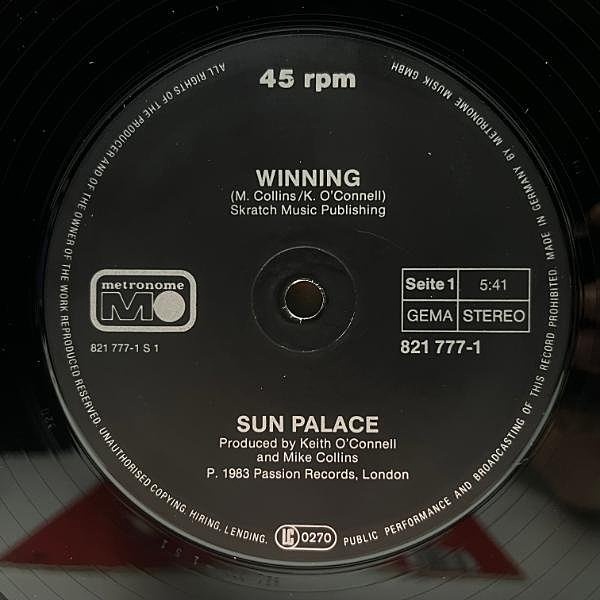 45 rpm
WINNING
(M. Collins/K. O'Connell)
Skratch Music Publishing
metronome
MO
821 777-1 S 1
Seite 1 5:41
GEMA STEREO
821 777-1
SUN PALACE
Produced by Keith O'Connell
and Mike Collins
P. 1983 Passion Records, London
ALL RIGHTS OF THE PRODUCER AND OF THE OWNER OF THE WORK REPRODUCED RESERVED. UNAUTHORISED COPYING, HIRING, LENDING, LC 0270 PUBLIC PERFORMANCE AND BROADCASTING OF THIS RECORD PROHIBITED. MADE IN GERMANY BY METRONOME MUSIK GMBH